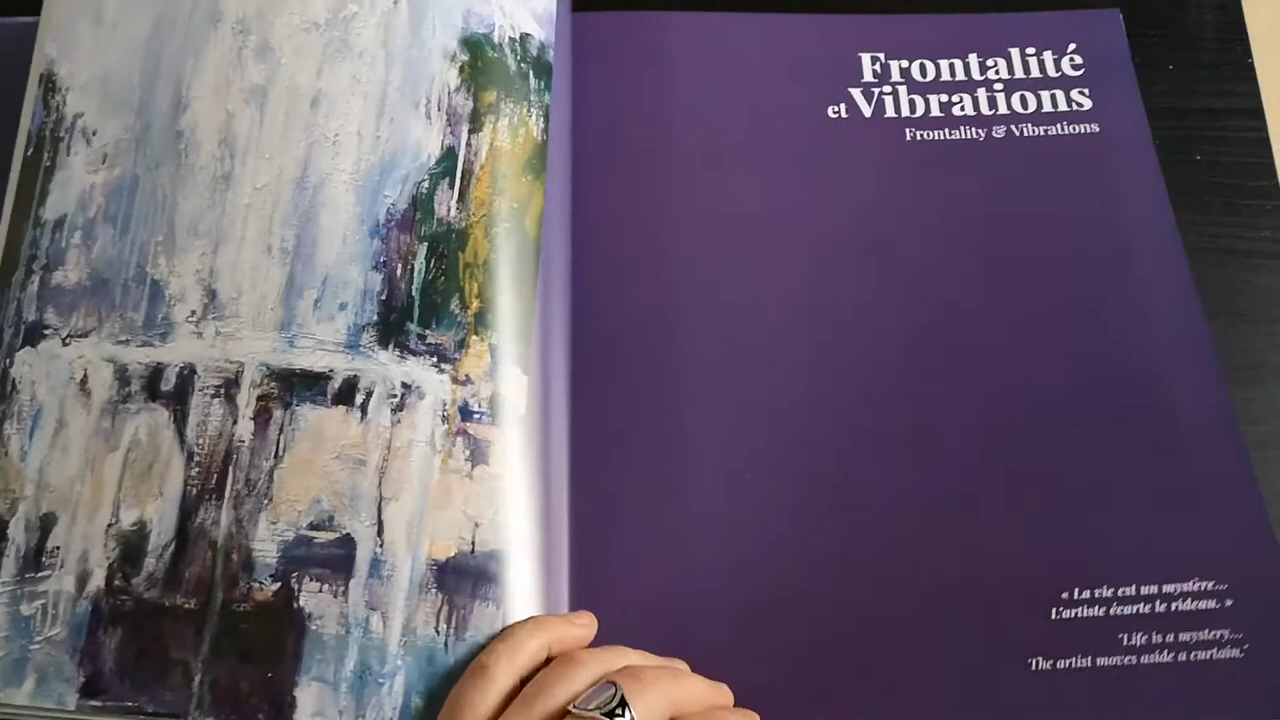 Frontalité
et Vibrations
Frontality & Vibrations
« La vie est un mystère...
L'artiste écarte le rideau. »
"Life is a mystery...
The artist moves aside a curtain."